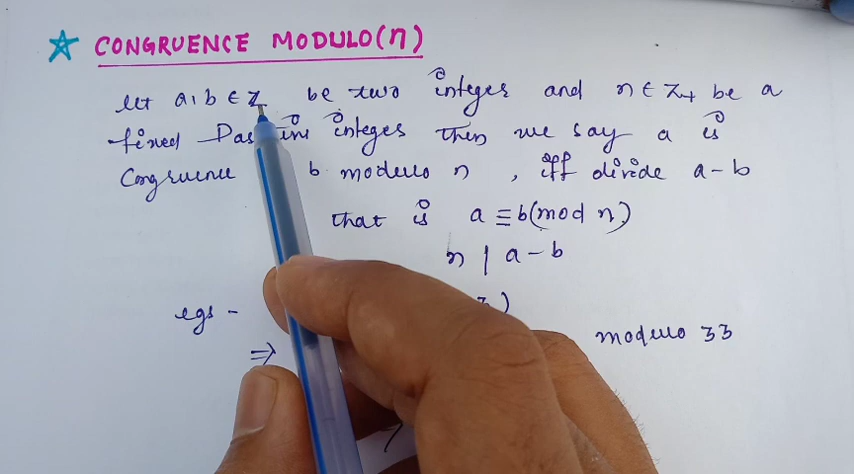 CONGRUENCE MODULO(n)
let a, b ∈ Z be two integers and n ∈ Z+ be a
fixed integers then we say a is
Congruence b modulo n, iff divide a-b
that is a ≡ b(mod n)
n | a-b
egs -
modulo 33
⇒